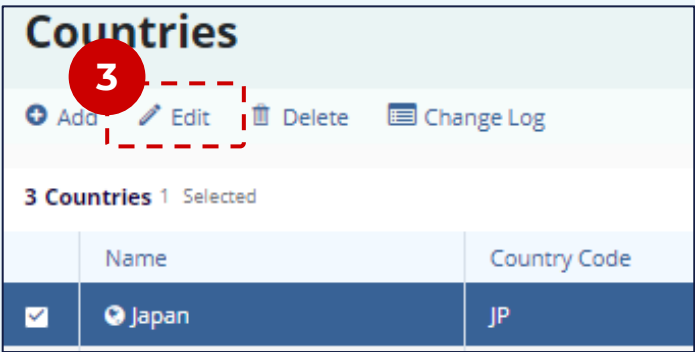 Countries
3
Add Edit Delete Change Log
3 Countries 1 Selected
Name Country Code
Japan JP